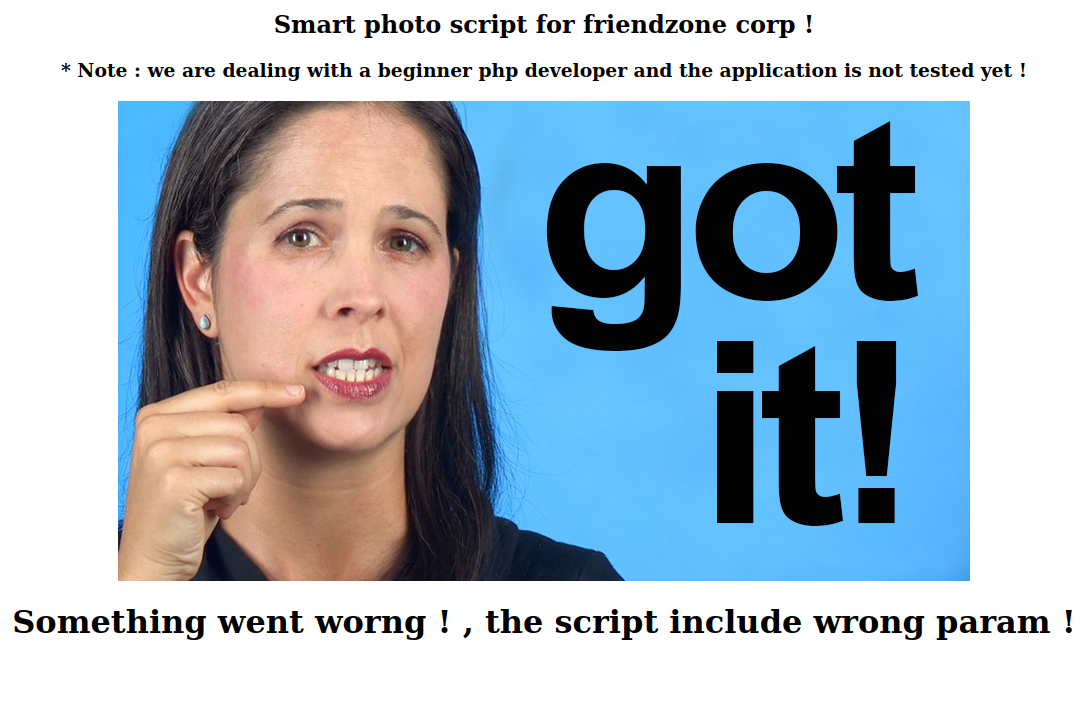 Smart photo script for friendzone corp !
* Note : we are dealing with a beginner php developer and the application is not tested yet !
got
it!
Something went worng ! , the script include wrong param !